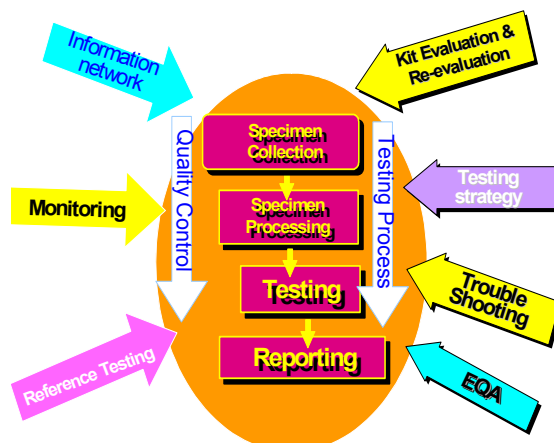 Information
network
Kit Evaluation &
Re-evaluation
Specimen
Collection
Quality Control
Testing Process
Monitoring
Specimen
Processing
Testing
strategy
Testing
Trouble
Shooting
Reference Testing
Reporting
EQA